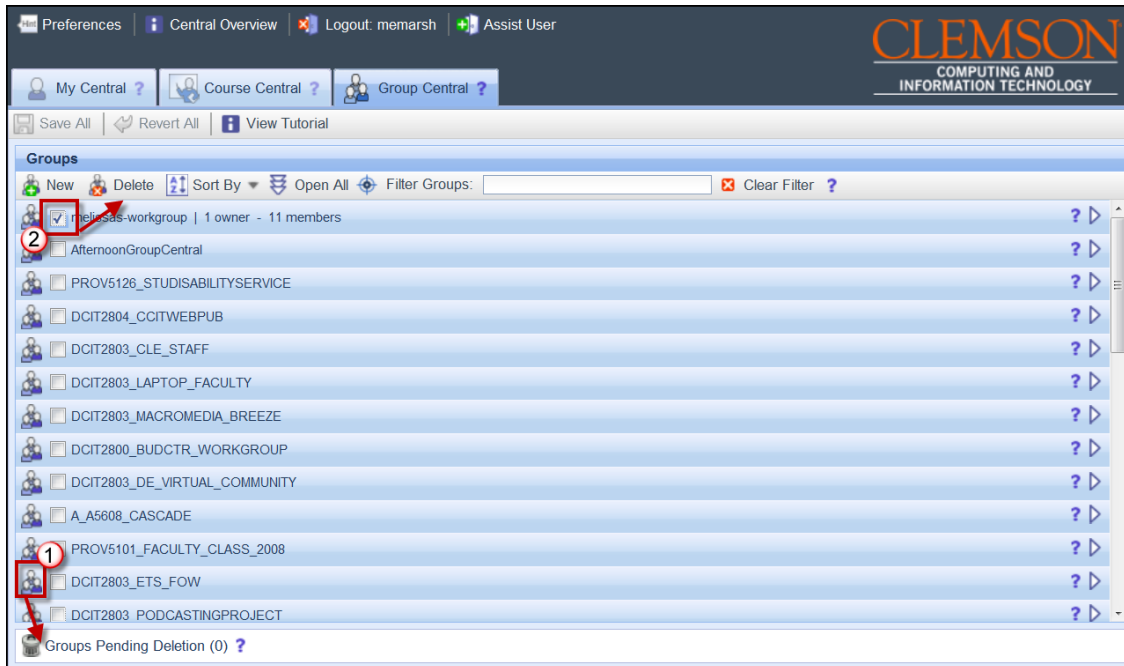 Hint Preferences Central Overview Logout: memarsh Assist User
CLEMSON
COMPUTING AND
INFORMATION TECHNOLOGY
My Central ? Course Central ? Group Central ?
Save All Revert All View Tutorial
Groups
New Delete Sort By Open All Filter Groups: Clear Filter ?
meliosas-workgroup | 1 owner - 11 members ?
2
AfternoonGroupCentral ?
PROV5126_STUDISABILITYSERVICE ?
DCIT2804_CCITWEBPUB ?
DCIT2803_CLE_STAFF ?
DCIT2803_LAPTOP_FACULTY ?
DCIT2803_MACROMEDIA_BREEZE ?
DCIT2800_BUDCTR_WORKGROUP ?
DCIT2803_DE_VIRTUAL_COMMUNITY ?
A_A5608_CASCADE ?
1 PROV5101_FACULTY_CLASS_2008 ?
DCIT2803_ETS_FOW ?
DCIT2803_PODCASTINGPROJECT ?
Groups Pending Deletion (0) ?